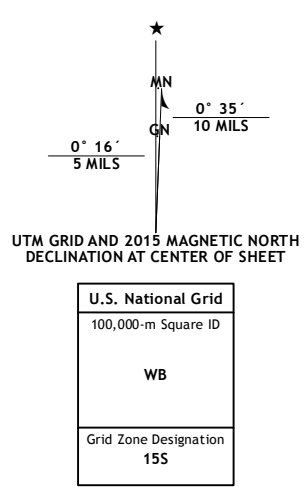 ★
MN
0° 35´
10 MILS
GN
0° 16´
5 MILS
UTM GRID AND 2015 MAGNETIC NORTH
DECLINATION AT CENTER OF SHEET
U.S. National Grid
100,000-m Square ID
WB
Grid Zone Designation
15S